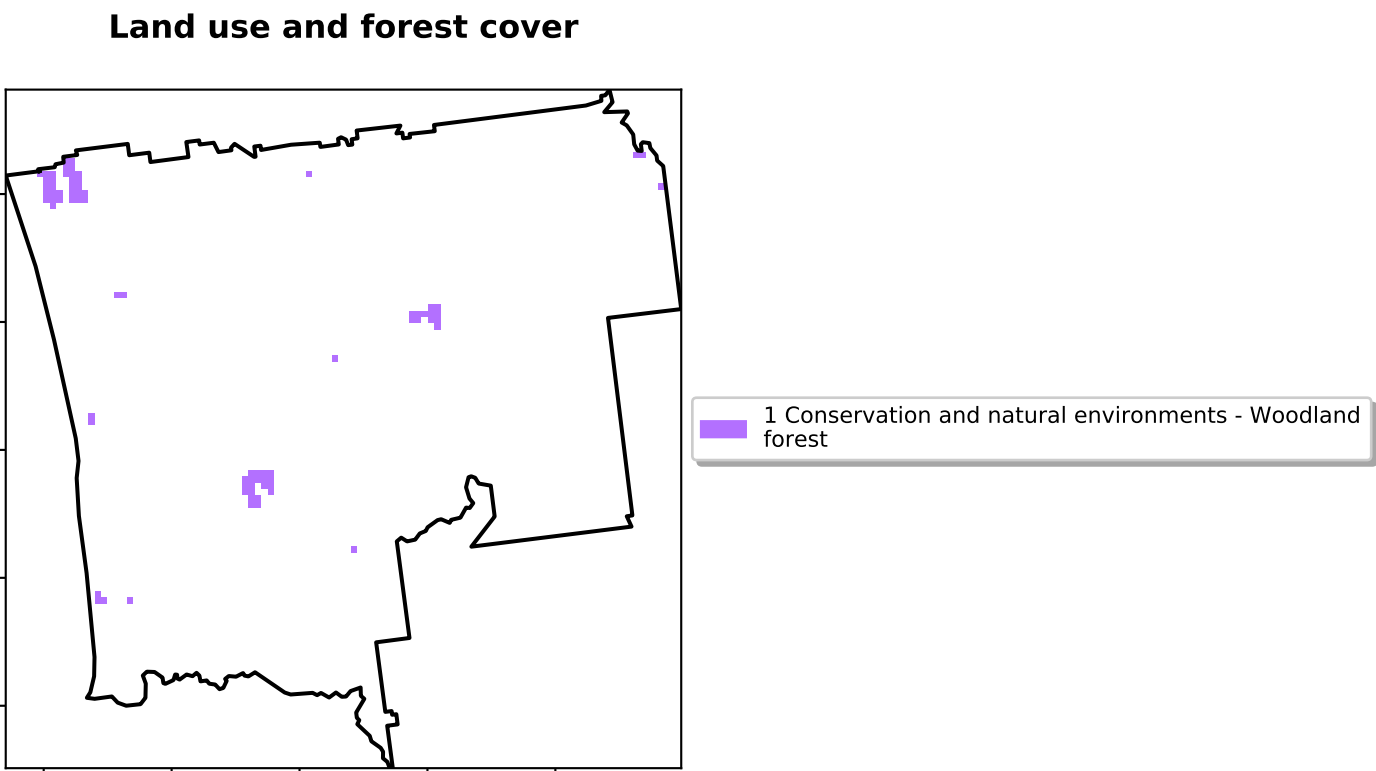 Land use and forest cover
1 Conservation and natural environments - Woodland
forest